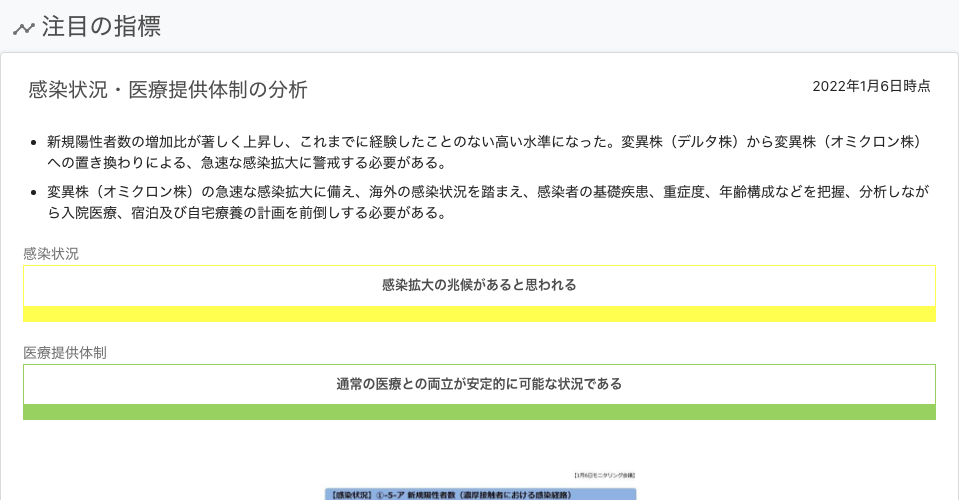 注目の指標
感染状況・医療提供体制の分析
2022年1月6日時点
新規陽性者数の増加比が著しく上昇し、これまでに経験したことのない高い水準になった。変異株（デルタ株）から変異株（オミクロン株）
への置き換わりによる、急速な感染拡大に警戒する必要がある。
変異株（オミクロン株）の急速な感染拡大に備え、海外の感染状況を踏まえ、感染者の基礎疾患、重症度、年齢構成などを把握、分析しなが
ら入院医療、宿泊及び自宅療養の計画を前倒しする必要がある。
感染状況
感染拡大の兆候があると思われる
医療提供体制
通常の医療との両立が安定的に可能な状況である
【1月6日モニタリング会議】
【感染状況】①-5-ア 新規陽性者数（濃厚接触者における感染経路）